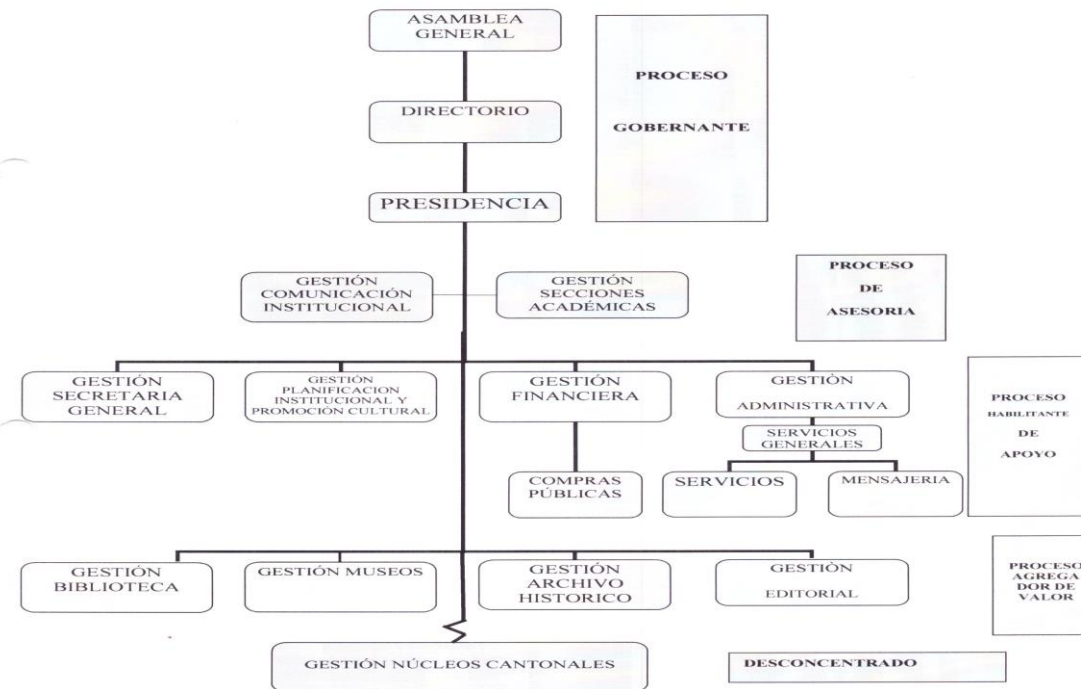 ASAMBLEA
GENERAL
DIRECTORIO
PRESIDENCIA
PROCESO
GOBERNANTE
GESTIÓN
COMUNICACIÓN
INSTITUCIONAL
GESTIÓN
SECCIONES
ACADÉMICAS
PROCESO
DE
ASESORIA
GESTIÓN
SECRETARIA
GENERAL
GESTIÓN
PLANIFICACION
INSTITUCIONAL Y
PROMOCIÓN CULTURAL
GESTIÓN
FINANCIERA
GESTIÒN
ADMINISTRATIVA
SERVICIOS
GENERALES
COMPRAS
PÚBLICAS
SERVICIOS
MENSAJERIA
PROCESO
HABILITANTE
DE
APOYO
GESTIÓN
BIBLIOTECA
GESTIÓN MUSEOS
GESTIÓN
ARCHIVO
HISTORICO
GESTIÒN
EDITORIAL
PROCESO
AGREGA
DOR DE
VALOR
GESTIÓN NÚCLEOS CANTONALES
DESCONCENTRADO